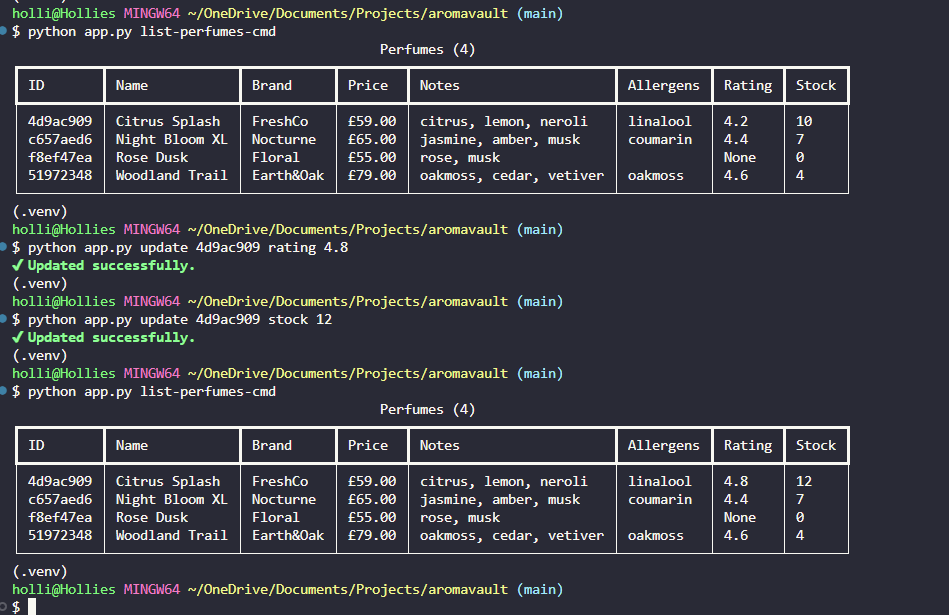 holli@Hollies MINGW64 ~/OneDrive/Documents/Projects/aromavault (main)
$ python app.py list-perfumes-cmd
Perfumes (4)
ID Name Brand Price Notes Allergens Rating Stock
4d9ac909 Citrus Splash FreshCo £59.00 citrus, lemon, neroli linalool 4.2 10
c657aed6 Night Bloom XL Nocturne £65.00 jasmine, amber, musk coumarin 4.4 7
f8ef47ea Rose Dusk Floral £55.00 rose, musk None 0
51972348 Woodland Trail Earth&Oak £79.00 oakmoss, cedar, vetiver oakmoss 4.6 4
(.venv)
holli@Hollies MINGW64 ~/OneDrive/Documents/Projects/aromavault (main)
$ python app.py update 4d9ac909 rating 4.8
✔ Updated successfully.
(.venv)
holli@Hollies MINGW64 ~/OneDrive/Documents/Projects/aromavault (main)
$ python app.py update 4d9ac909 stock 12
✔ Updated successfully.
(.venv)
holli@Hollies MINGW64 ~/OneDrive/Documents/Projects/aromavault (main)
$ python app.py list-perfumes-cmd
Perfumes (4)
ID Name Brand Price Notes Allergens Rating Stock
4d9ac909 Citrus Splash FreshCo £59.00 citrus, lemon, neroli linalool 4.8 12
c657aed6 Night Bloom XL Nocturne £65.00 jasmine, amber, musk coumarin 4.4 7
f8ef47ea Rose Dusk Floral £55.00 rose, musk None 0
51972348 Woodland Trail Earth&Oak £79.00 oakmoss, cedar, vetiver oakmoss 4.6 4
(.venv)
holli@Hollies MINGW64 ~/OneDrive/Documents/Projects/aromavault (main)
$